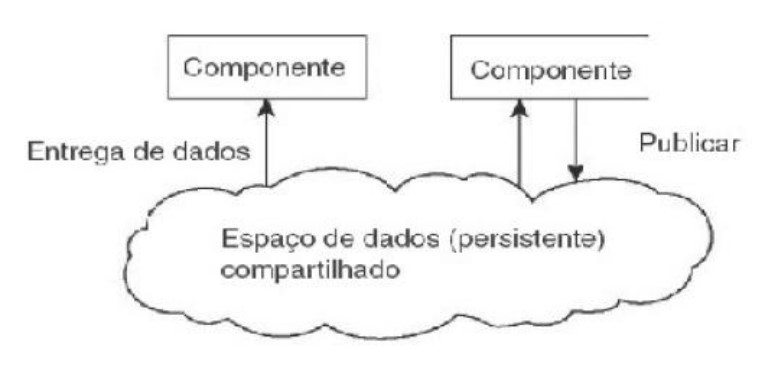 Componente
Componente
Entrega de dados
Publicar
Espaço de dados (persistente)
compartilhado